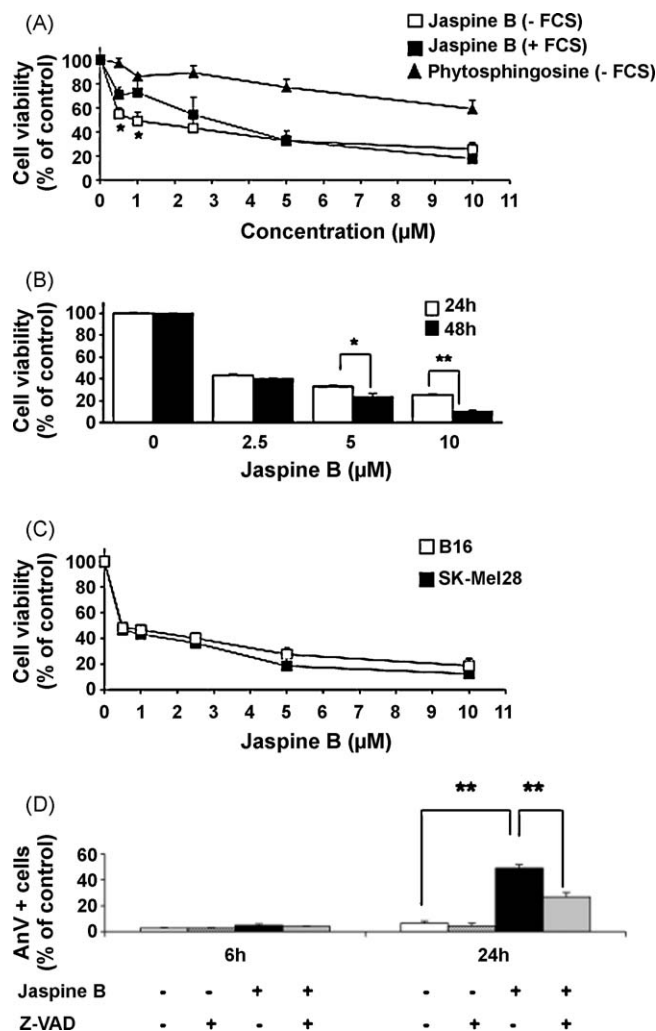 (A)
Jaspine B (- FCS)
Jaspine B (+ FCS)
Phytosphingosine (- FCS)
Cell viability
(% of control)
100
80
60
40
20
0
* *
0 1 2 3 4 5 6 7 8 9 10 11
Concentration (µM)
(B)
24h
48h
Cell viability
(% of control)
100
80
60
40
20
0
* **
0 2.5 5 10
Jaspine B (µM)
(C)
B16
SK-Mel28
Cell viability
(% of control)
100
80
60
40
20
0
0 1 2 3 4 5 6 7 8 9 10 11
Jaspine B (µM)
(D)
** **
AnV + cells
(% of control)
60
40
20
0
6h 24h
Jaspine B - - + + - - + +
Z-VAD - + - + - + - +